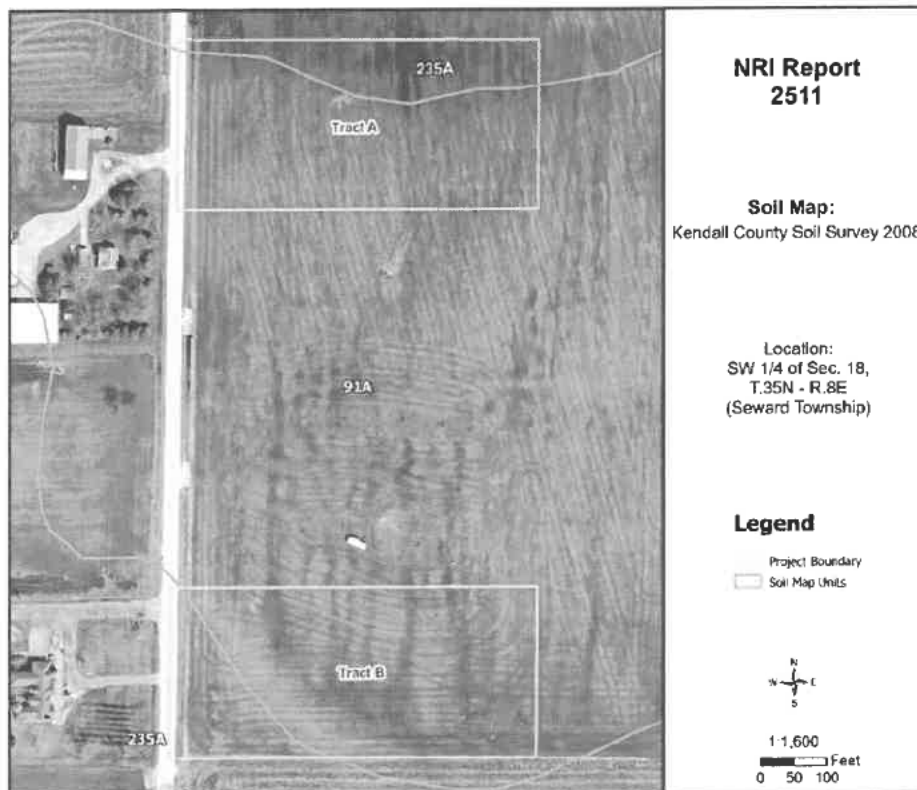 235A
Tract A
91A
Tract B
235A
NRI Report
2511
Soil Map:
Kendall County Soil Survey 2008
Location:
SW 1/4 of Sec. 18,
T.35N - R.8E
(Seward Township)
Legend
Project Boundary
Soil Map Units
N
W E
S
1:1,600
Feet
0 50 100